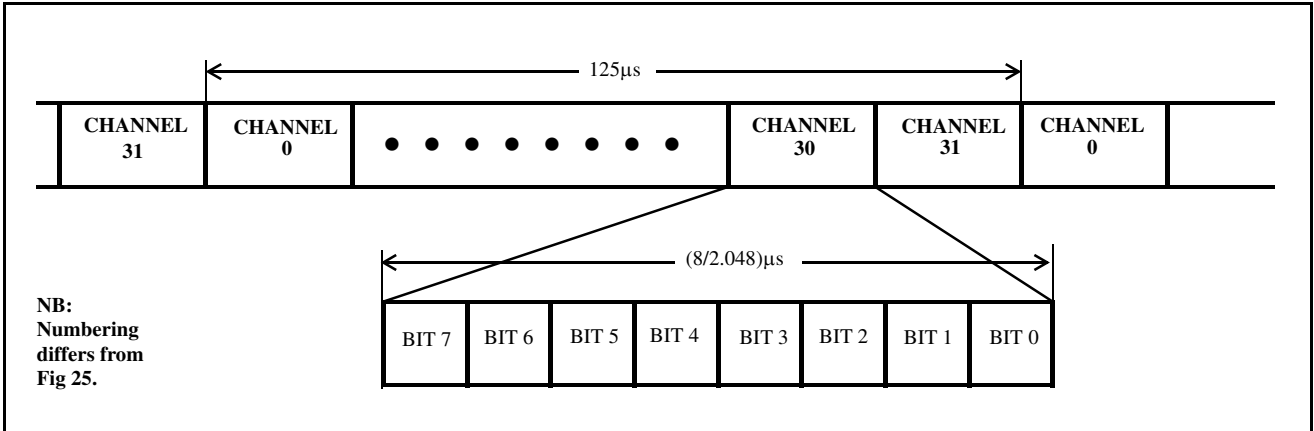 125μs
CHANNEL 31
CHANNEL 0
CHANNEL 30
CHANNEL 31
CHANNEL 0
(8/2.048)μs
NB:
Numbering
differs from
Fig 25.
BIT 7 BIT 6 BIT 5 BIT 4 BIT 3 BIT 2 BIT 1 BIT 0